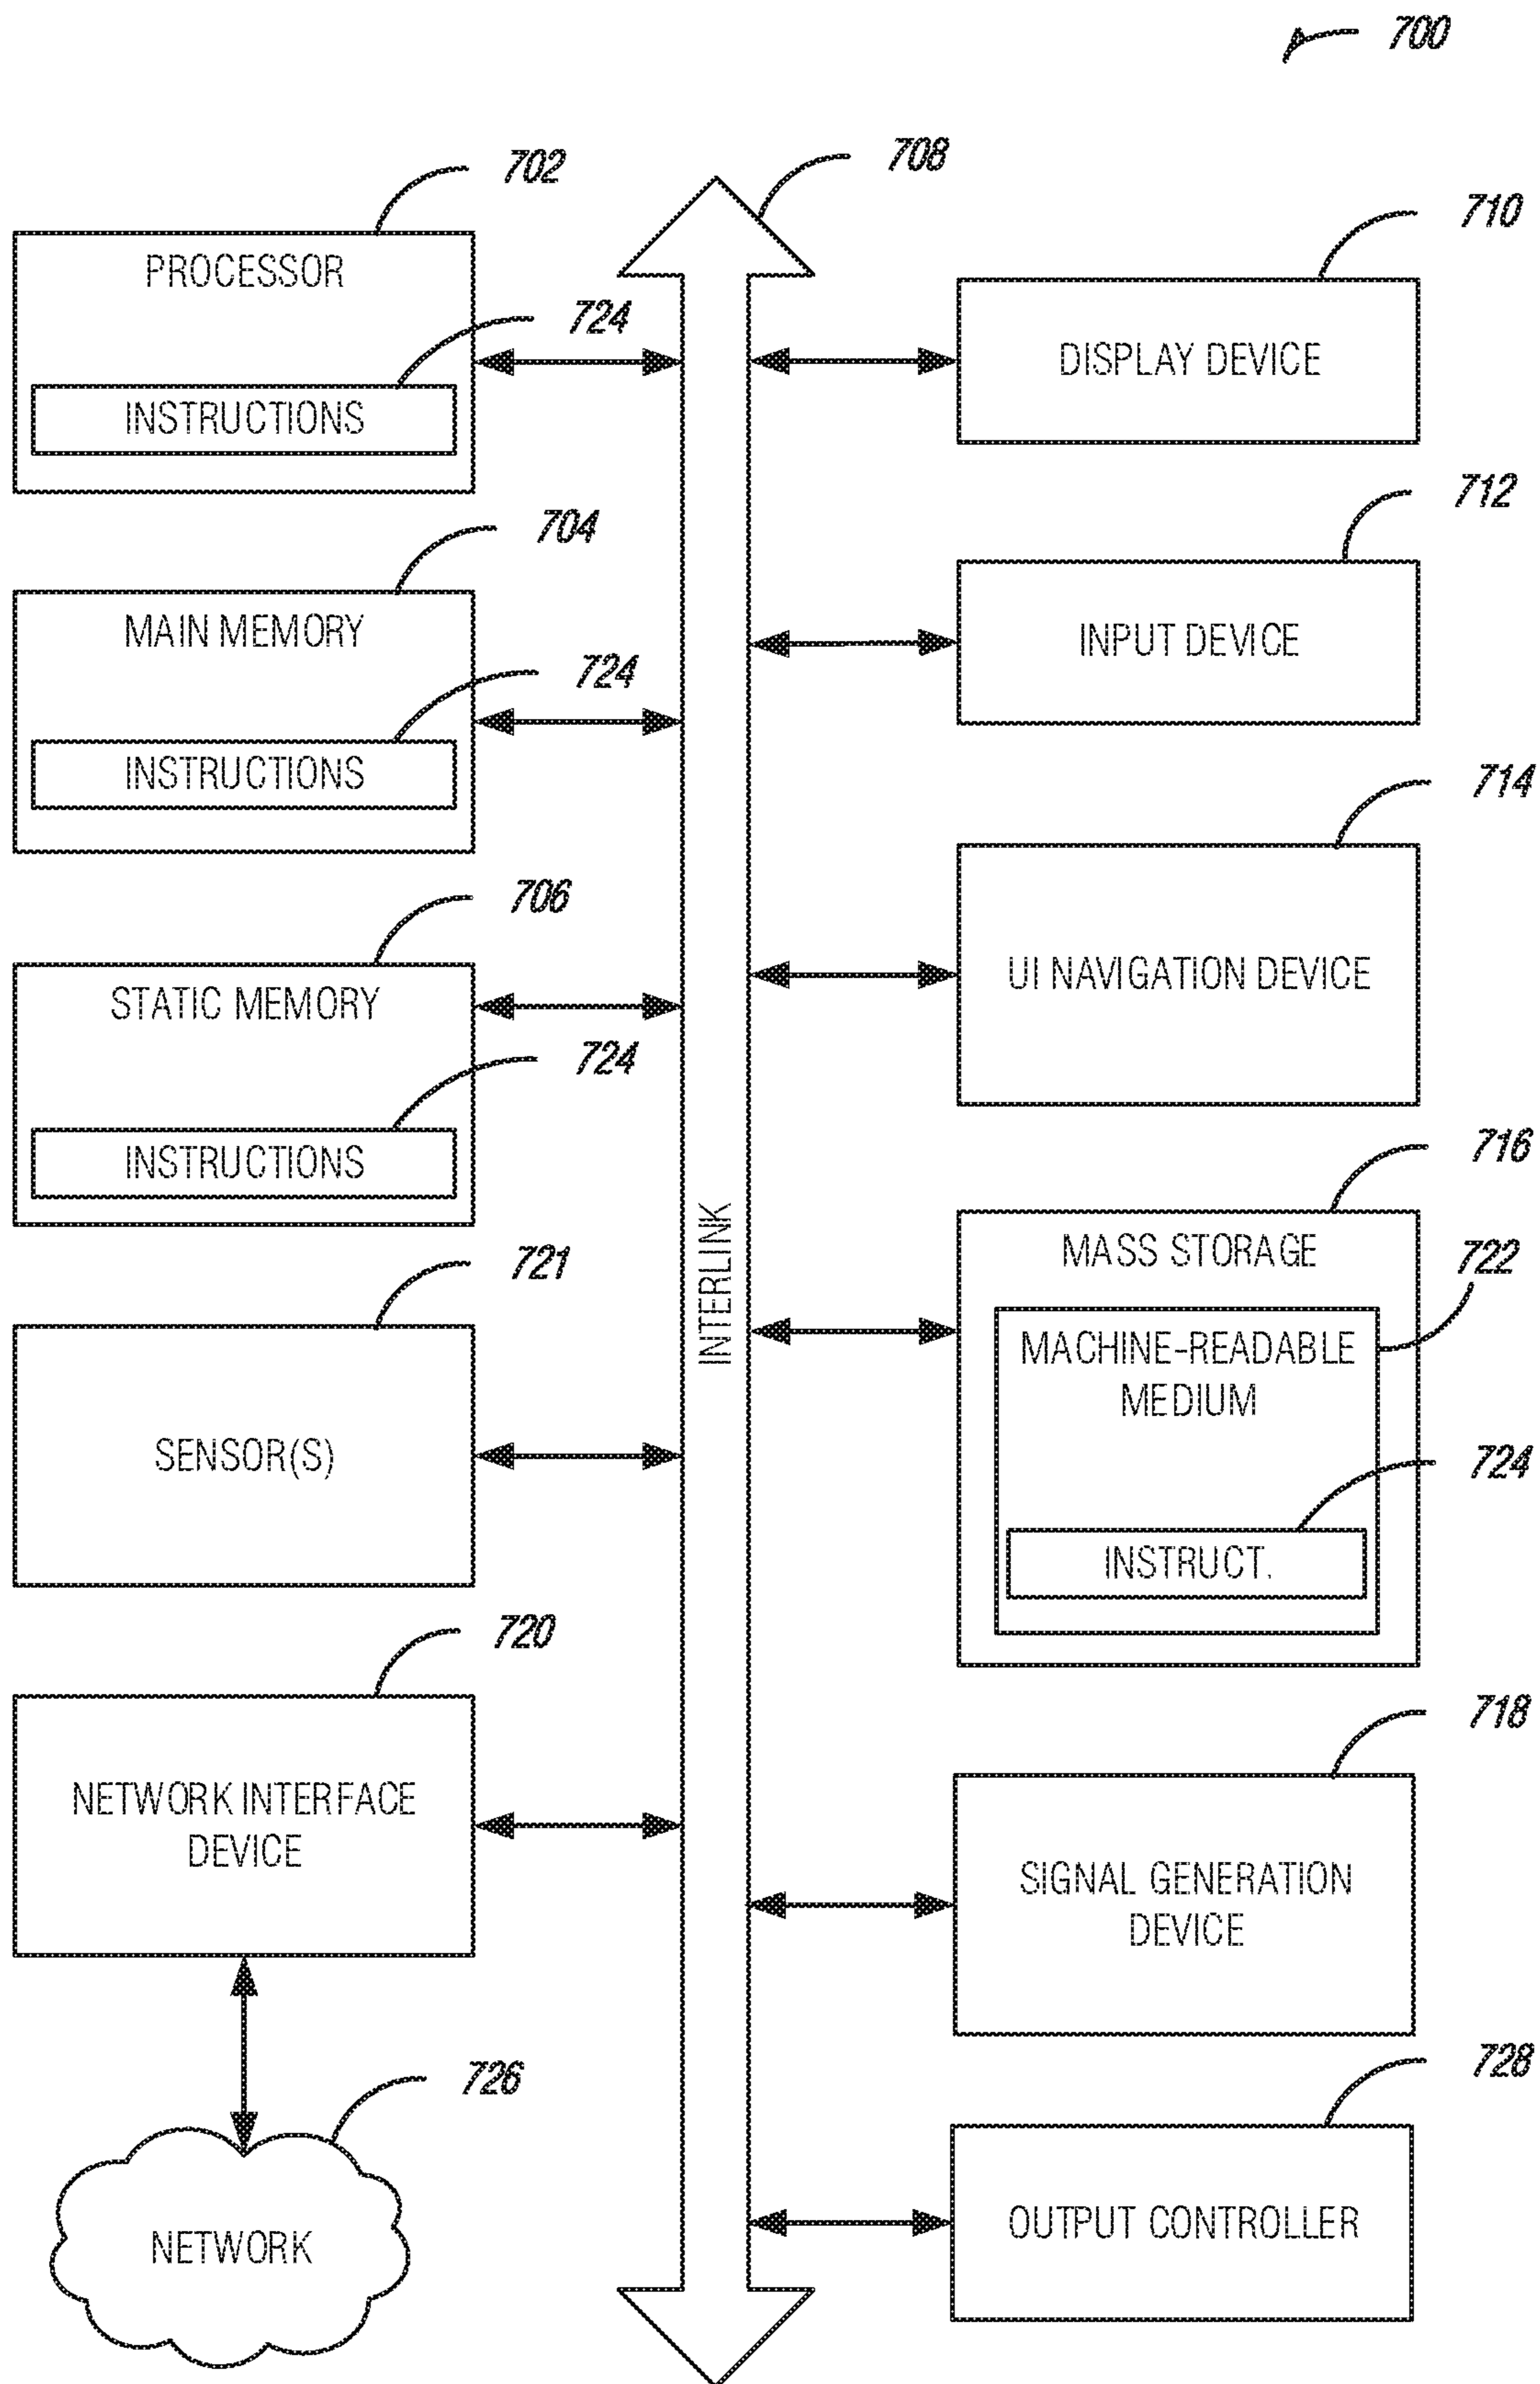 700
702
708
710
PROCESSOR
724
INSTRUCTIONS
DISPLAY DEVICE
704
712
MAIN MEMORY
724
INSTRUCTIONS
INPUT DEVICE
706
714
STATIC MEMORY
724
INSTRUCTIONS
UI NAVIGATION DEVICE
721
716
SENSOR(S)
INTERLINK
MASS STORAGE
722
MACHINE-READABLE
MEDIUM
724
INSTRUCT.
720
718
NETWORK INTERFACE
DEVICE
SIGNAL GENERATION
DEVICE
726
728
NETWORK
OUTPUT CONTROLLER